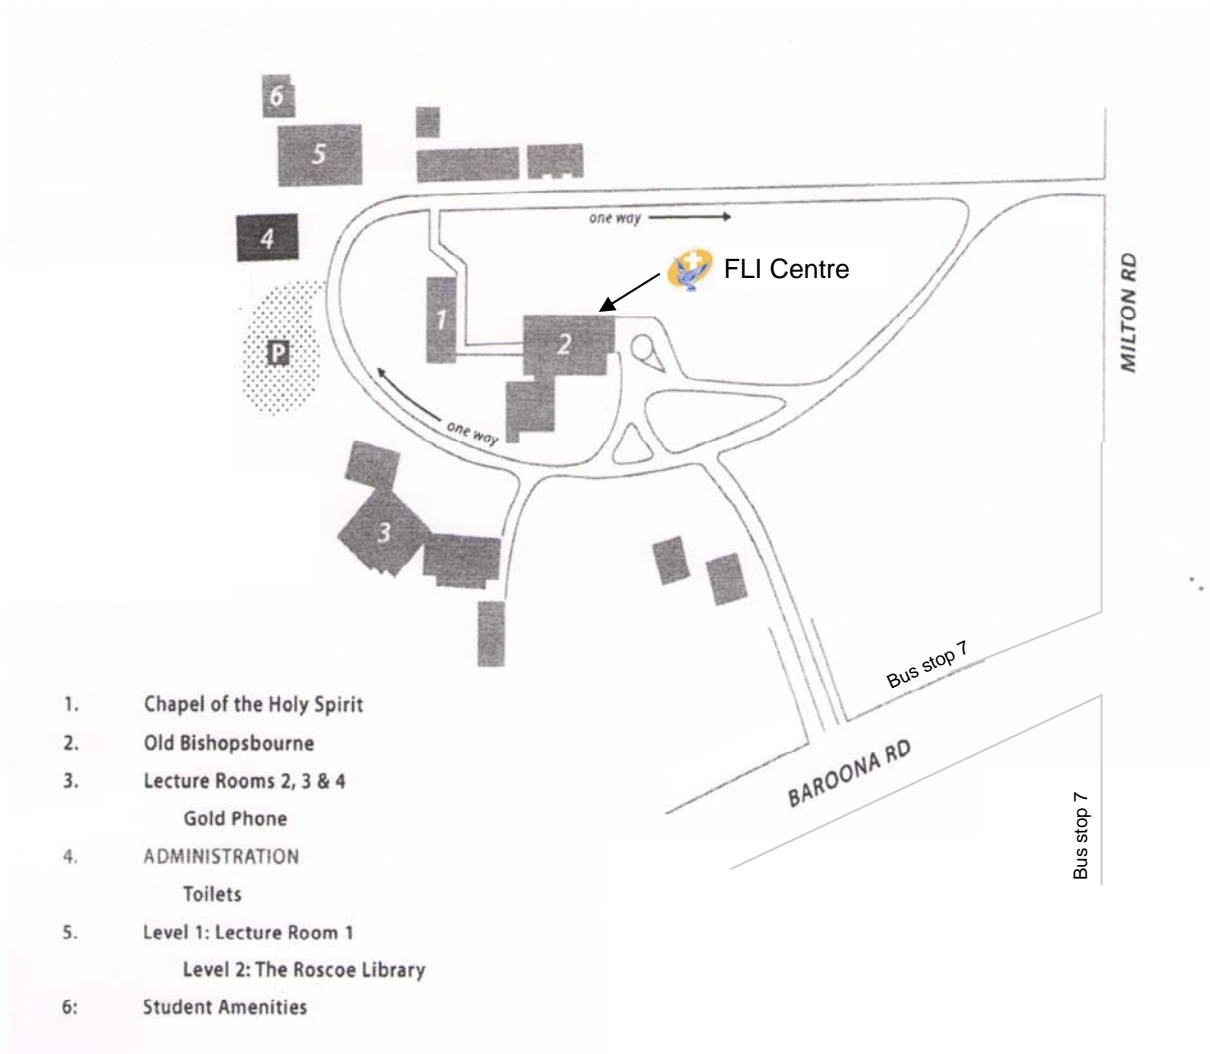 6
5
4
one way
FLI Centre
MILTON RD
1
2
P
one way
3
Bus stop 7
BAROONA RD
Bus stop 7
1. Chapel of the Holy Spirit
2. Old Bishopsbourne
3. Lecture Rooms 2, 3 & 4
Gold Phone
4. ADMINISTRATION
Toilets
5. Level 1: Lecture Room 1
Level 2: The Roscoe Library
6: Student Amenities